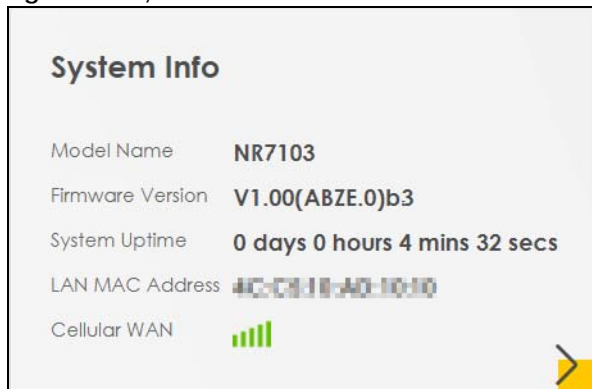 System Info
Model Name NR7103
Firmware Version V1.00(ABZE.0)b3
System Uptime 0 days 0 hours 4 mins 32 secs
LAN MAC Address
Cellular WAN